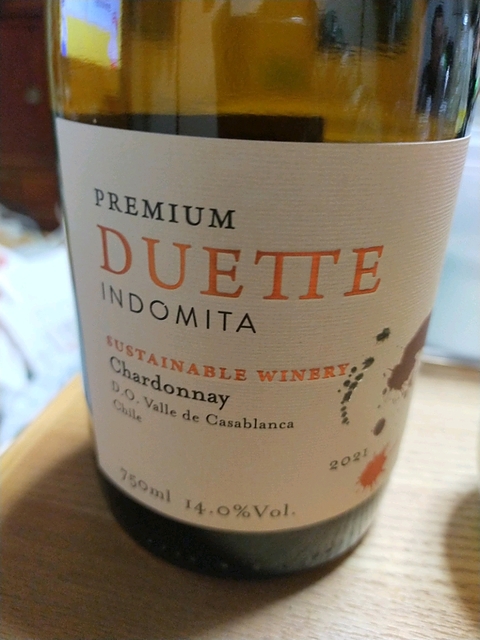 PREMIUM
DUETTE
INDOMITA
SUSTAINABLE WINERY
Chardonnay
D.O. Valle de Casablanca
Chile
2021
750ml 14.0%Vol.